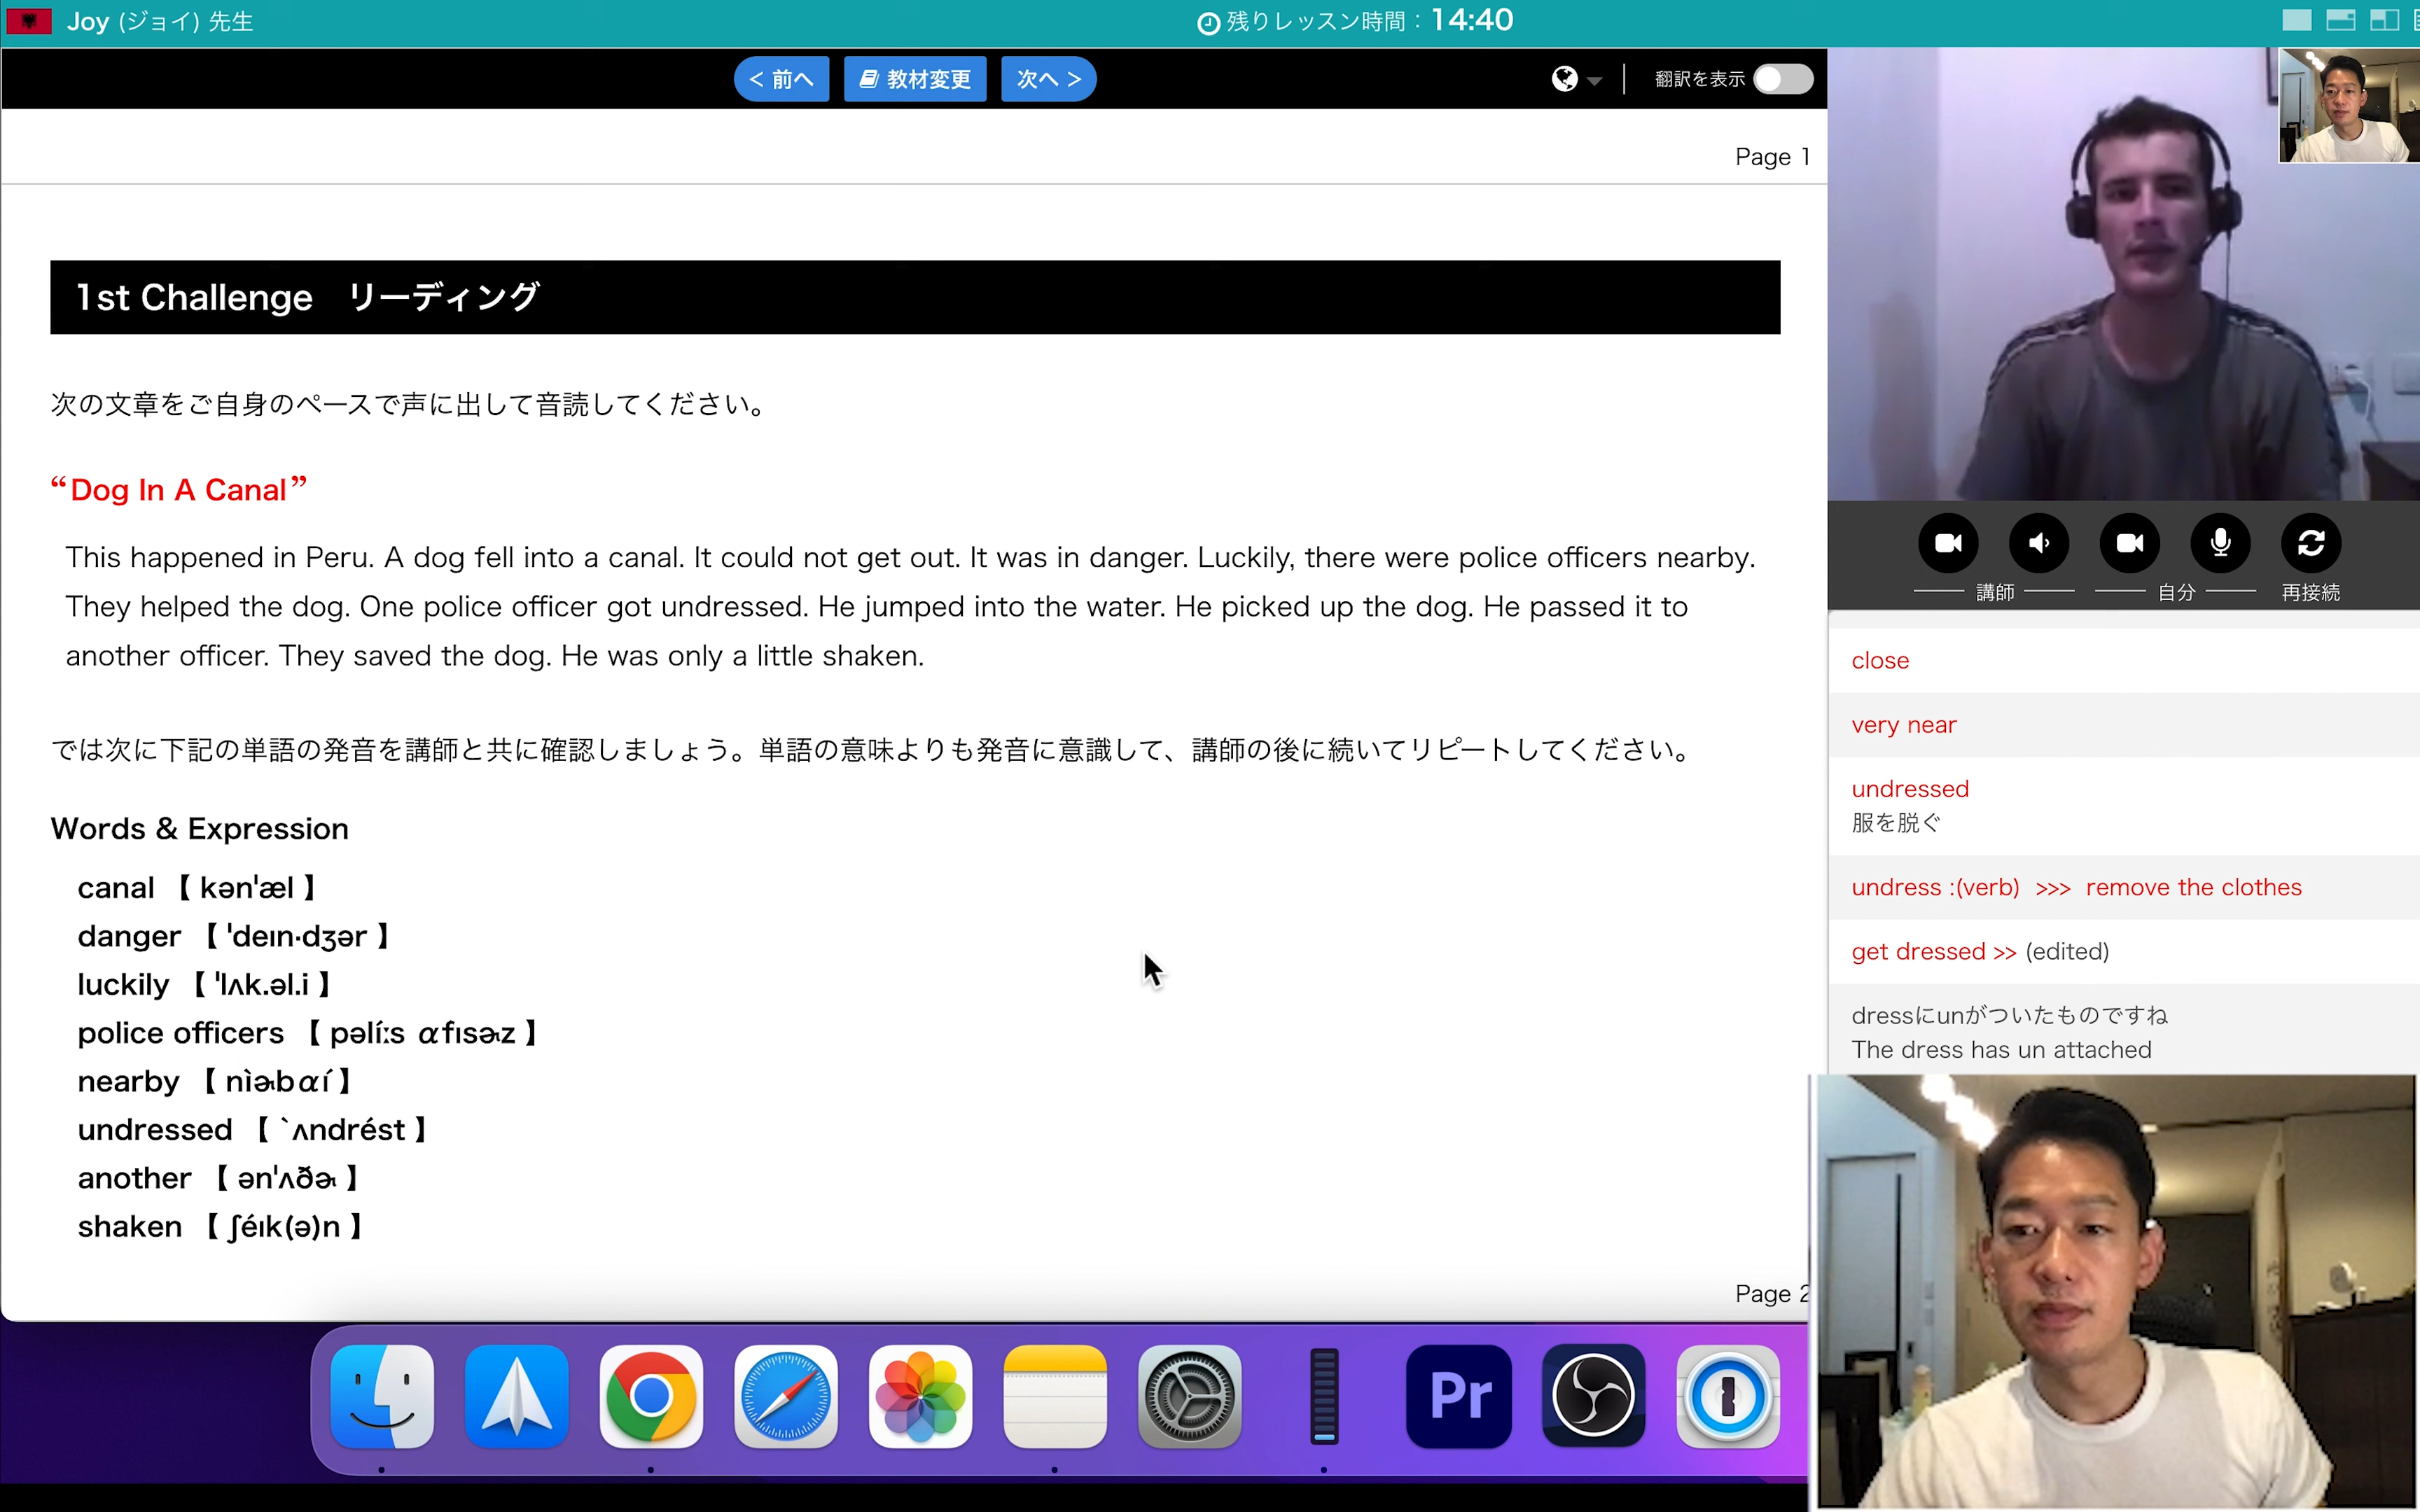 Joy (ジョイ) 先生
残りレッスン時間：14:40
< 前へ
教材変更
次へ >
翻訳を表示
Page 1
1st Challenge リーディング
次の文章をご自身のペースで声に出して音読してください。
“Dog In A Canal”
This happened in Peru. A dog fell into a canal. It could not get out. It was in danger. Luckily, there were police officers nearby.
They helped the dog. One police officer got undressed. He jumped into the water. He picked up the dog. He passed it to
another officer. They saved the dog. He was only a little shaken.
では次に下記の単語の発音を講師と共に確認しましょう。単語の意味よりも発音に意識して、講師の後に続いてリピートしてください。
Words & Expression
canal 【 kən'æl 】
danger 【 'deɪn·dʒər 】
luckily 【 'lʌk.əl.i 】
police officers 【 pəlíːs αfɪsɚz 】
nearby 【 nìɚbαí 】
undressed 【 `ʌndrést 】
another 【 ən'ʌðɚ 】
shaken 【 ʃéɪk(ə)n 】
Page 2
講師
自分
再接続
close
very near
undressed
服を脱ぐ
undress :(verb) >>> remove the clothes
get dressed >> (edited)
dressにunがついたものですね
The dress has un attached
Pr